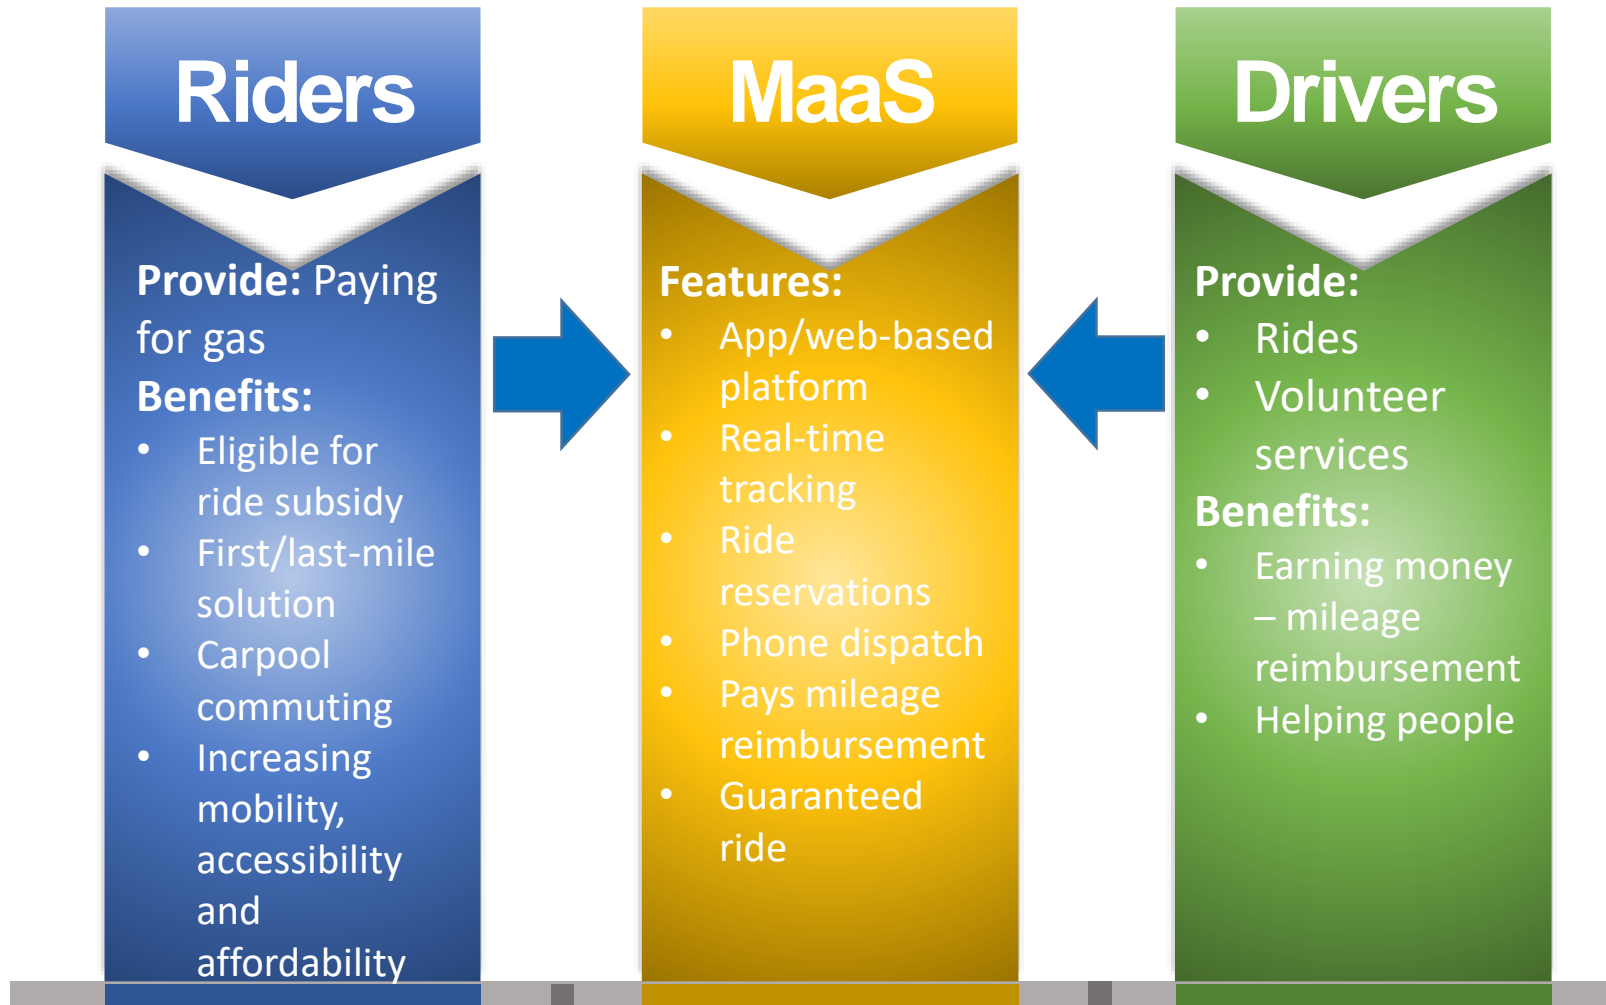 Riders
Provide: Paying
for gas
Benefits:
• Eligible for
ride subsidy
• First/last-mile
solution
• Carpool
commuting
• Increasing
mobility,
accessibility
and
affordability
MaaS
Features:
• App/web-based
platform
• Real-time
tracking
• Ride
reservations
• Phone dispatch
• Pays mileage
reimbursement
• Guaranteed
ride
Drivers
Provide:
• Rides
• Volunteer
services
Benefits:
• Earning money
– mileage
reimbursement
• Helping people